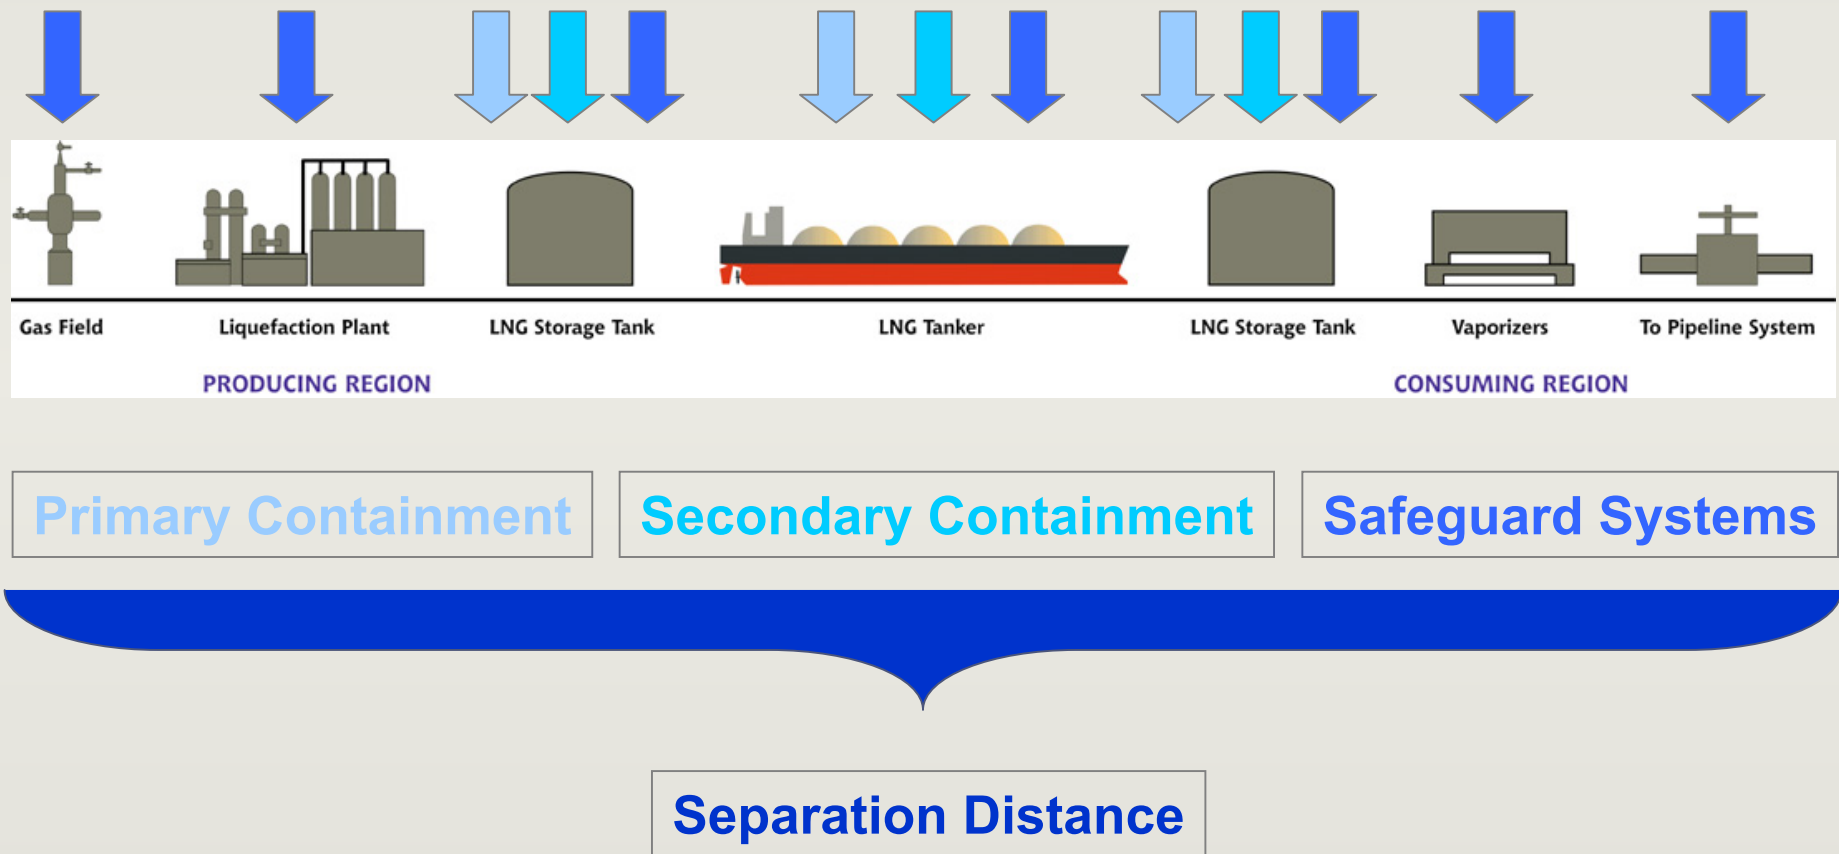 Gas Field
Liquefaction Plant
LNG Storage Tank
LNG Tanker
LNG Storage Tank
Vaporizers
To Pipeline System
PRODUCING REGION
CONSUMING REGION
Primary Containment
Secondary Containment
Safeguard Systems
Separation Distance